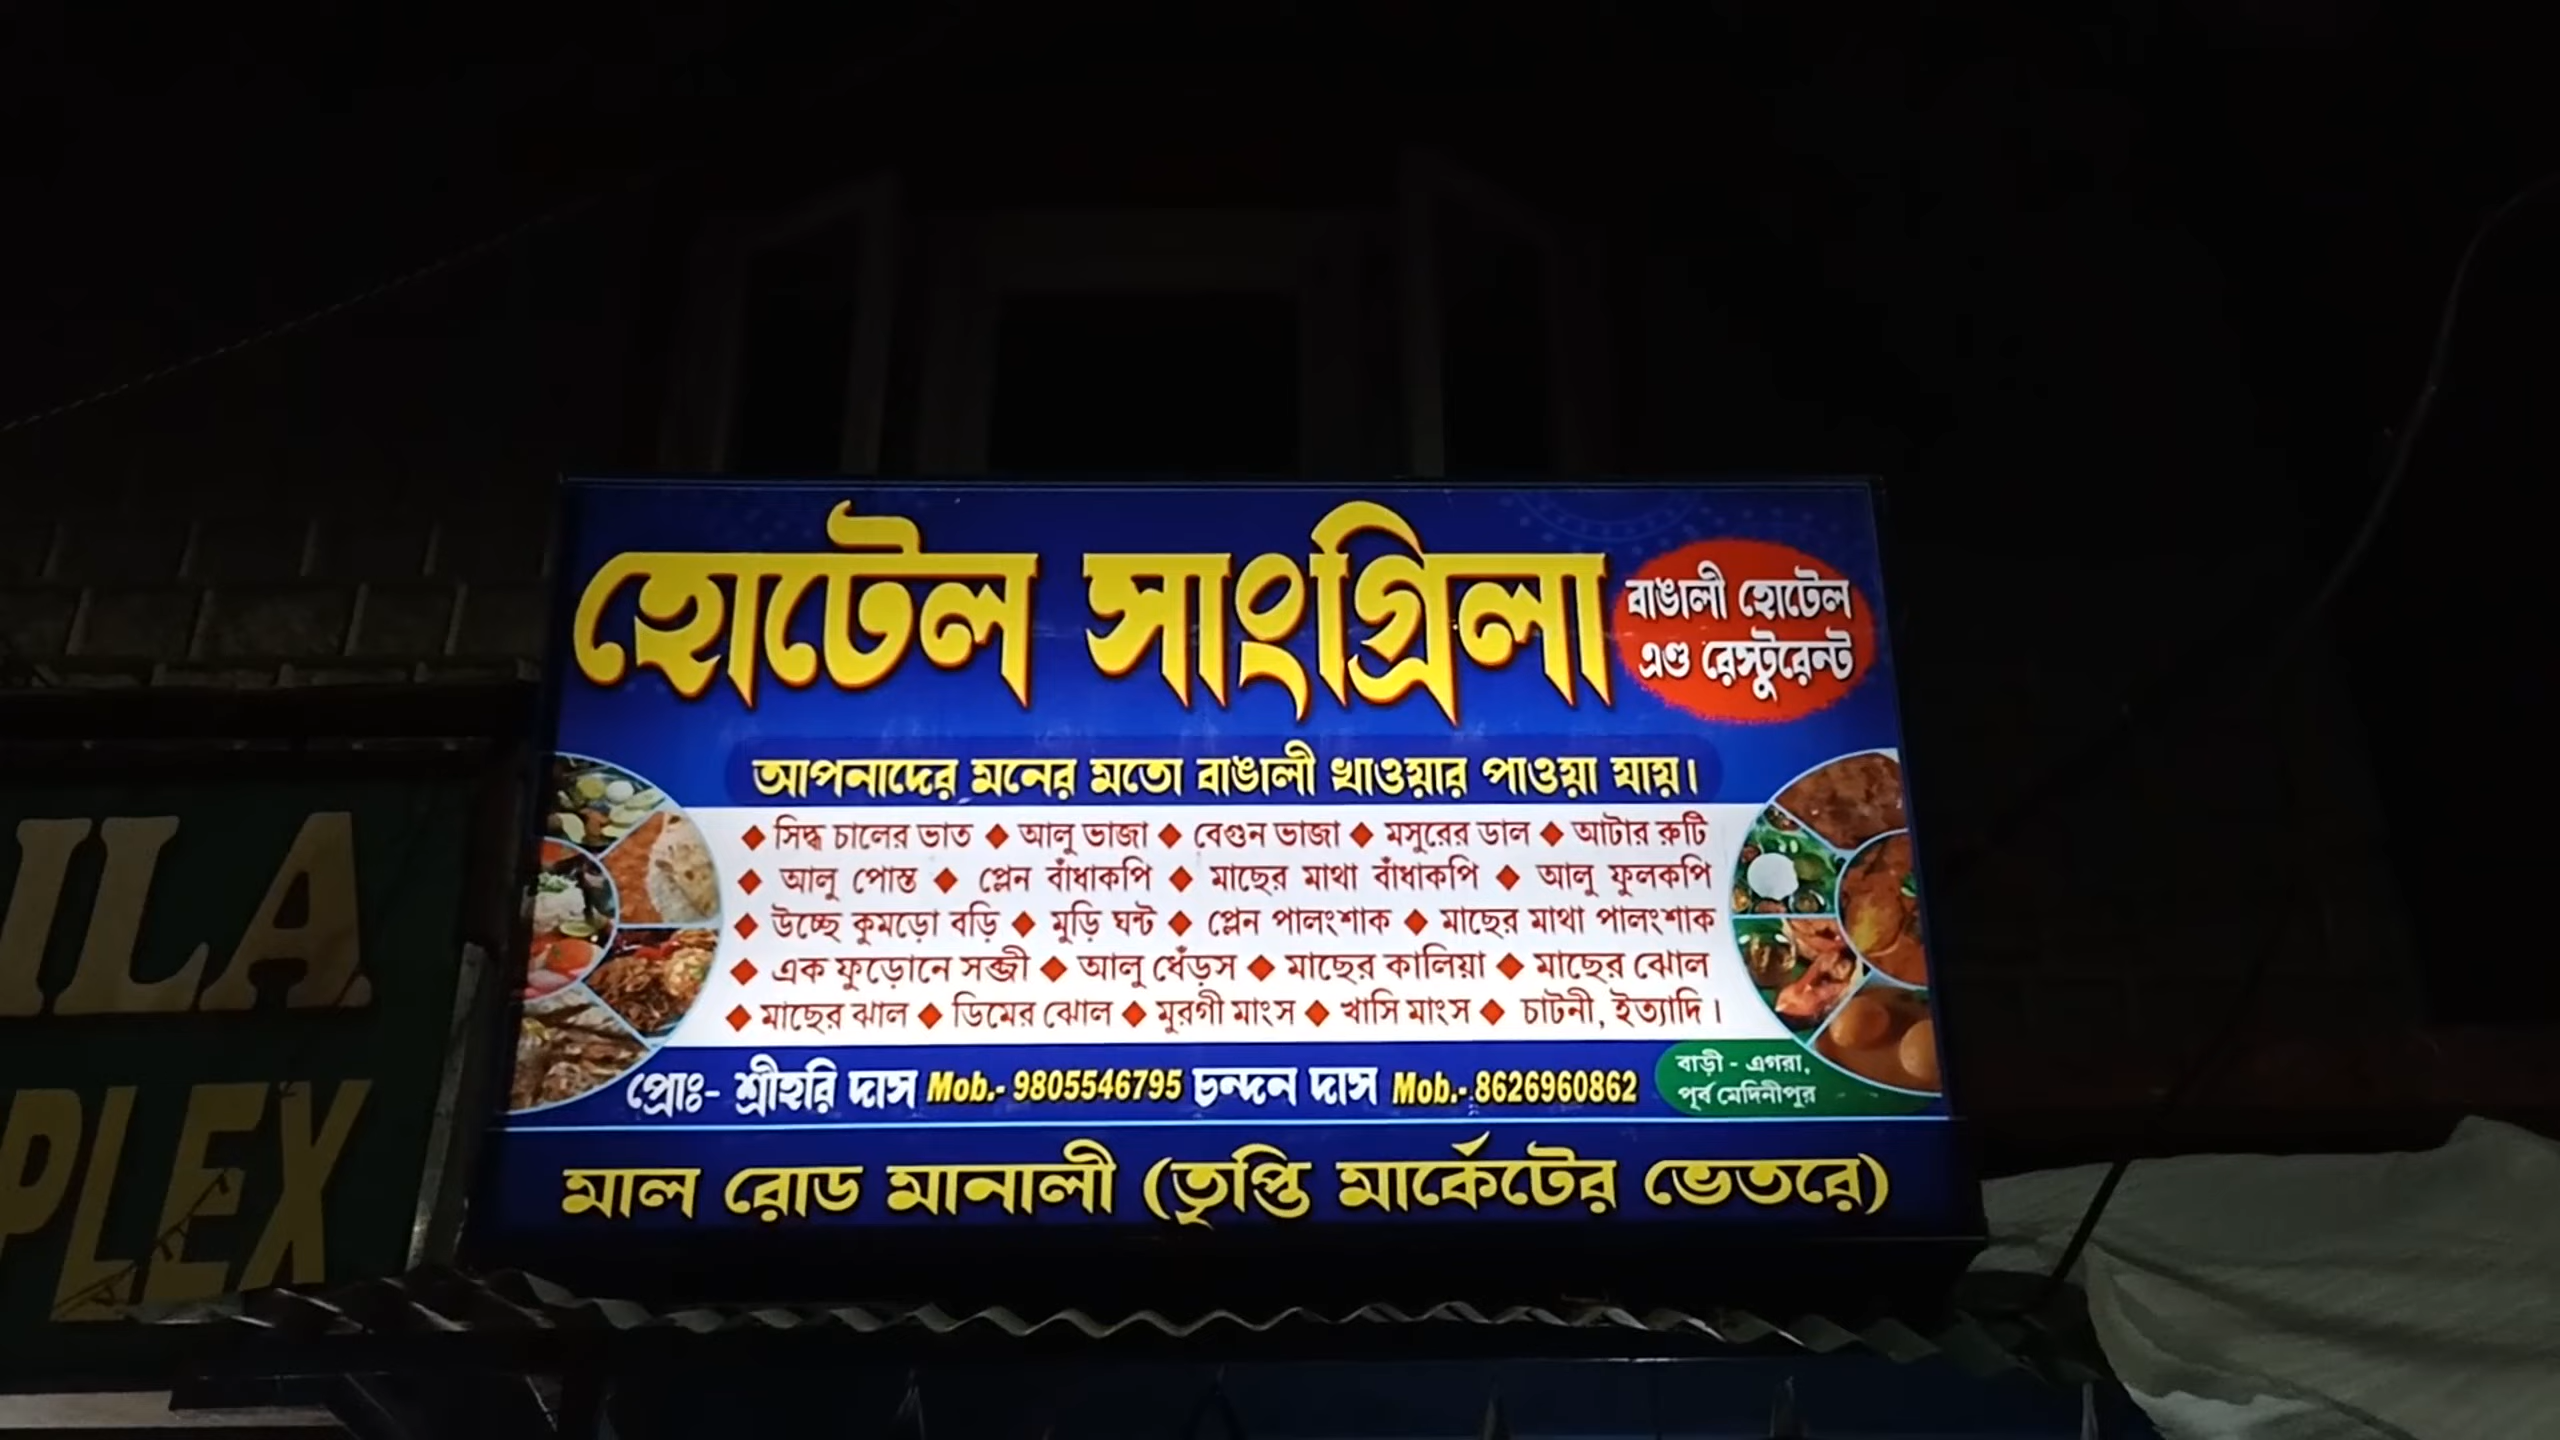 হোটেল সাংগ্রিলা
বাঙালী হোটেল
এণ্ড রেস্টুরেন্ট
আপনাদের মনের মতো বাঙালী খাওয়ার পাওয়া যায়।
◆ সিদ্ধ চালের ভাত ◆ আলু ভাজা ◆ বেগুন ভাজা ◆ মসুরের ডাল ◆ আটার রুটি
◆ আলু পোস্ত ◆ প্লেন বাঁধাকপি ◆ মাছের মাথা বাঁধাকপি ◆ আলু ফুলকপি
◆ উচ্ছে কুমড়ো বড়ি ◆ মুড়ি ঘন্ট ◆ প্লেন পালংশাক ◆ মাছের মাথা পালংশাক
◆ এক ফুড়োনে সব্জী ◆ আলু ধেঁড়স ◆ মাছের কালিয়া ◆ মাছের ঝোল
◆ মাছের ঝাল ◆ ডিমের ঝোল ◆ মুরগী মাংস ◆ খাসি মাংস ◆ চাটনী, ইত্যাদি।
প্রোঃ- শ্রীহরি দাস Mob.- 9805546795 চন্দন দাস Mob.- 8626960862
বাড়ী - এগরা,
পূর্ব মেদিনীপুর
মাল রোড মানালী (তৃপ্তি মার্কেটের ভেতরে)
ILA
PLEX